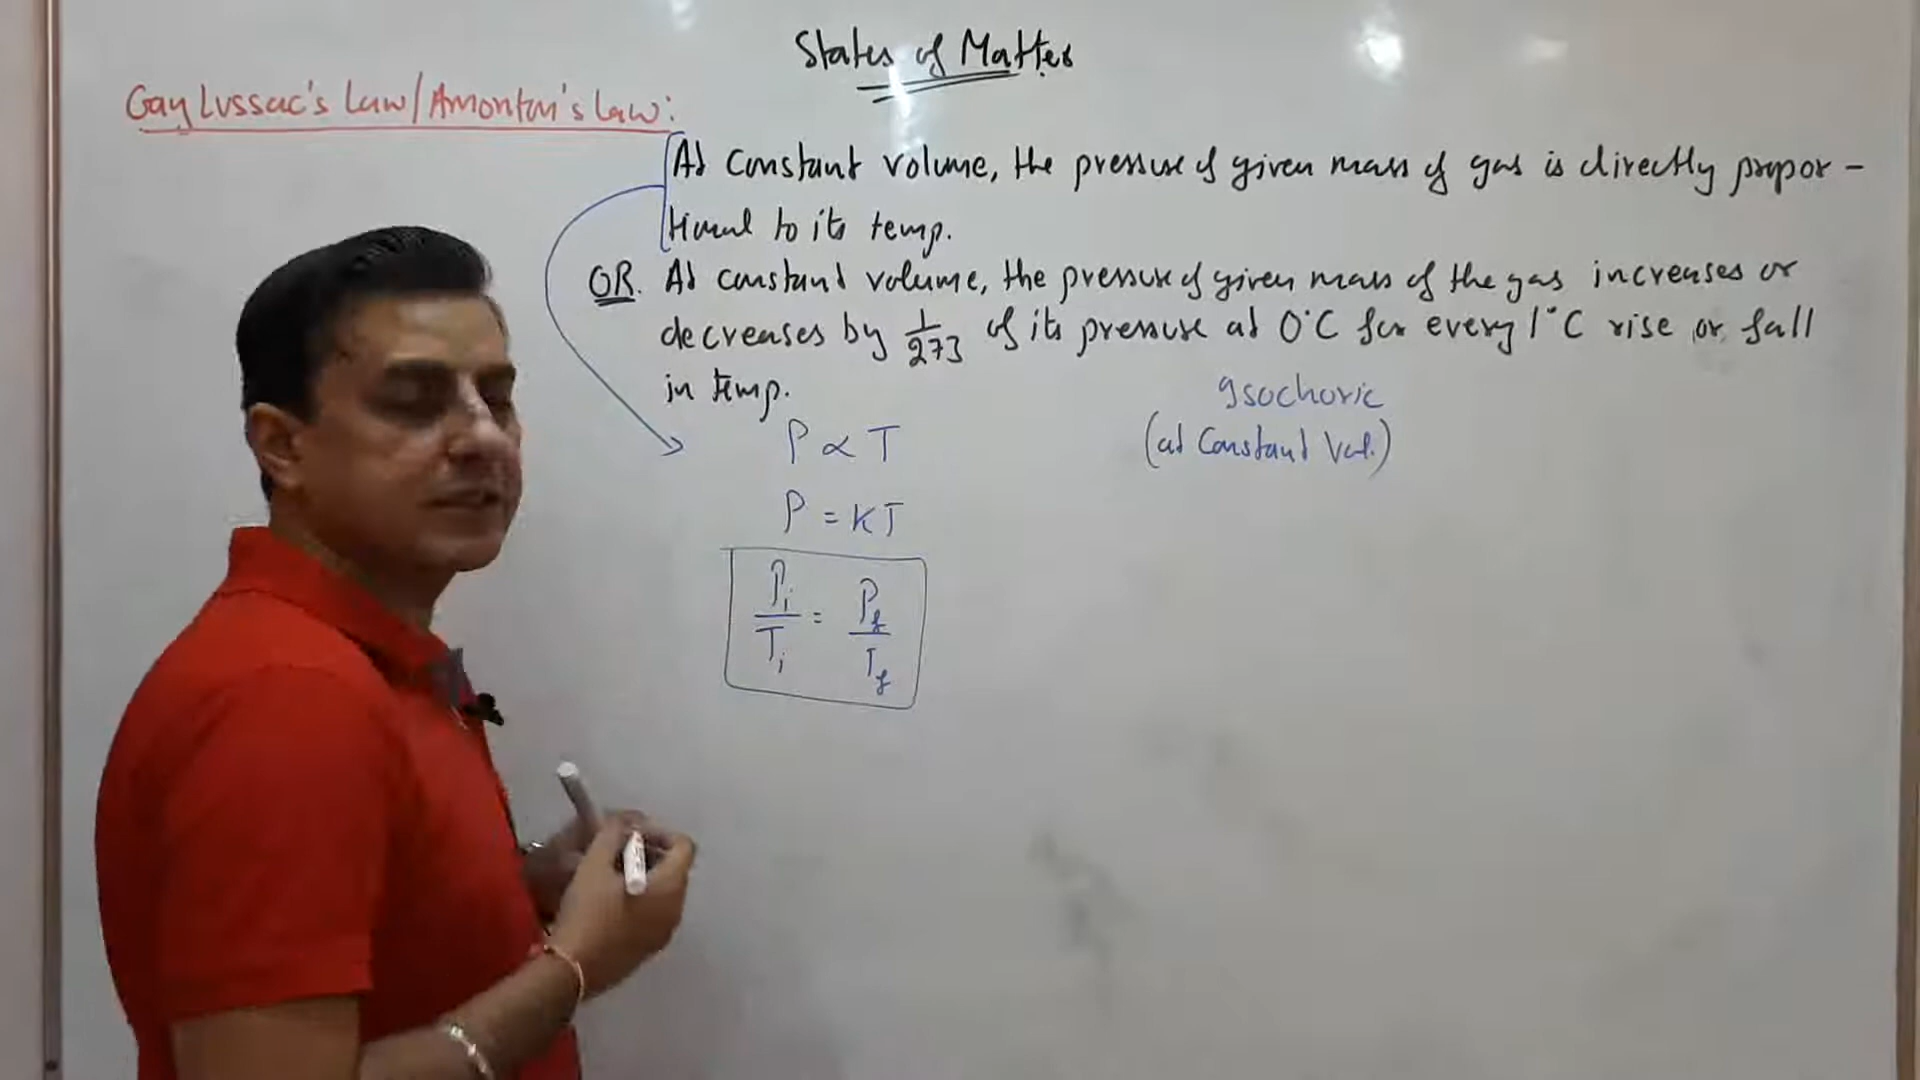 States of Matter
Gay Lussac's Law/Amonton's Law:
At constant volume, the pressure of given mass of gas is directly propor-
tional to its temp.
OR. At constant volume, the pressure of given mass of the gas increases or
decreases by 1/273 of its pressure at 0°C for every 1°C rise or fall
in temp.
Isochoric
P ∝ T
(at Constant Vol.)
P = KT
Pi/Ti = Pf/Tf